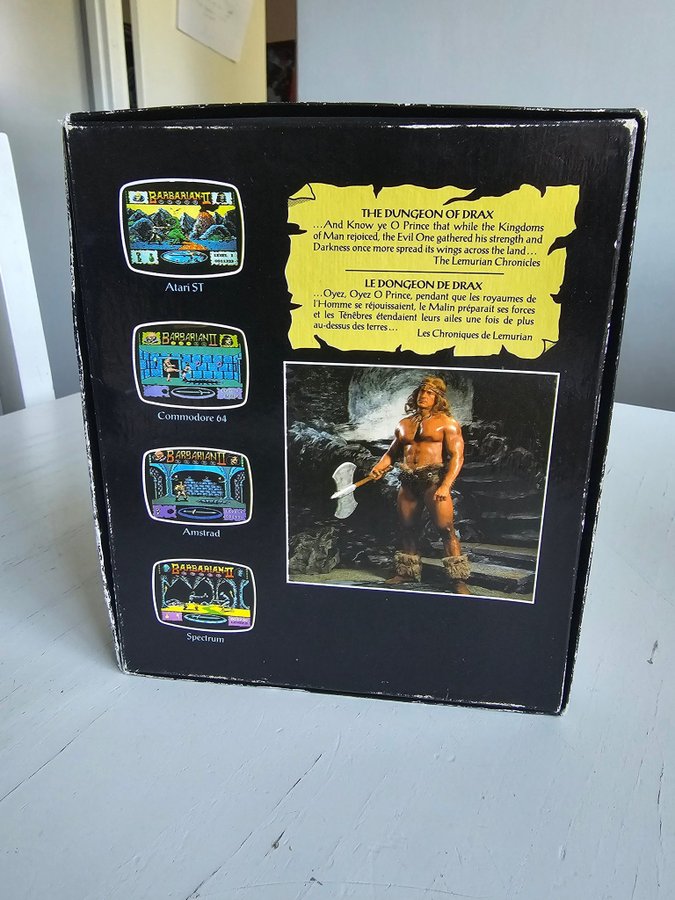 BARBARIAN II
LEVEL 1
Atari ST
BARBARIAN II
Commodore 64
BARBARIAN II
Amstrad
BARBARIAN II
Spectrum
THE DUNGEON OF DRAX
...And Know ye O Prince that while the Kingdoms
of Man rejoiced, the Evil One gathered his strength and
Darkness once more spread its wings across the land...
The Lemurian Chronicles
LE DONGEON DE DRAX
...Oyez, Oyez O Prince, pendant que les royaumes de
l'Homme se réjouissaient, le Malin préparait ses forces
et les Ténèbres étendaient leurs ailes une fois de plus
au-dessus des terres...
Les Chroniques de Lemurian